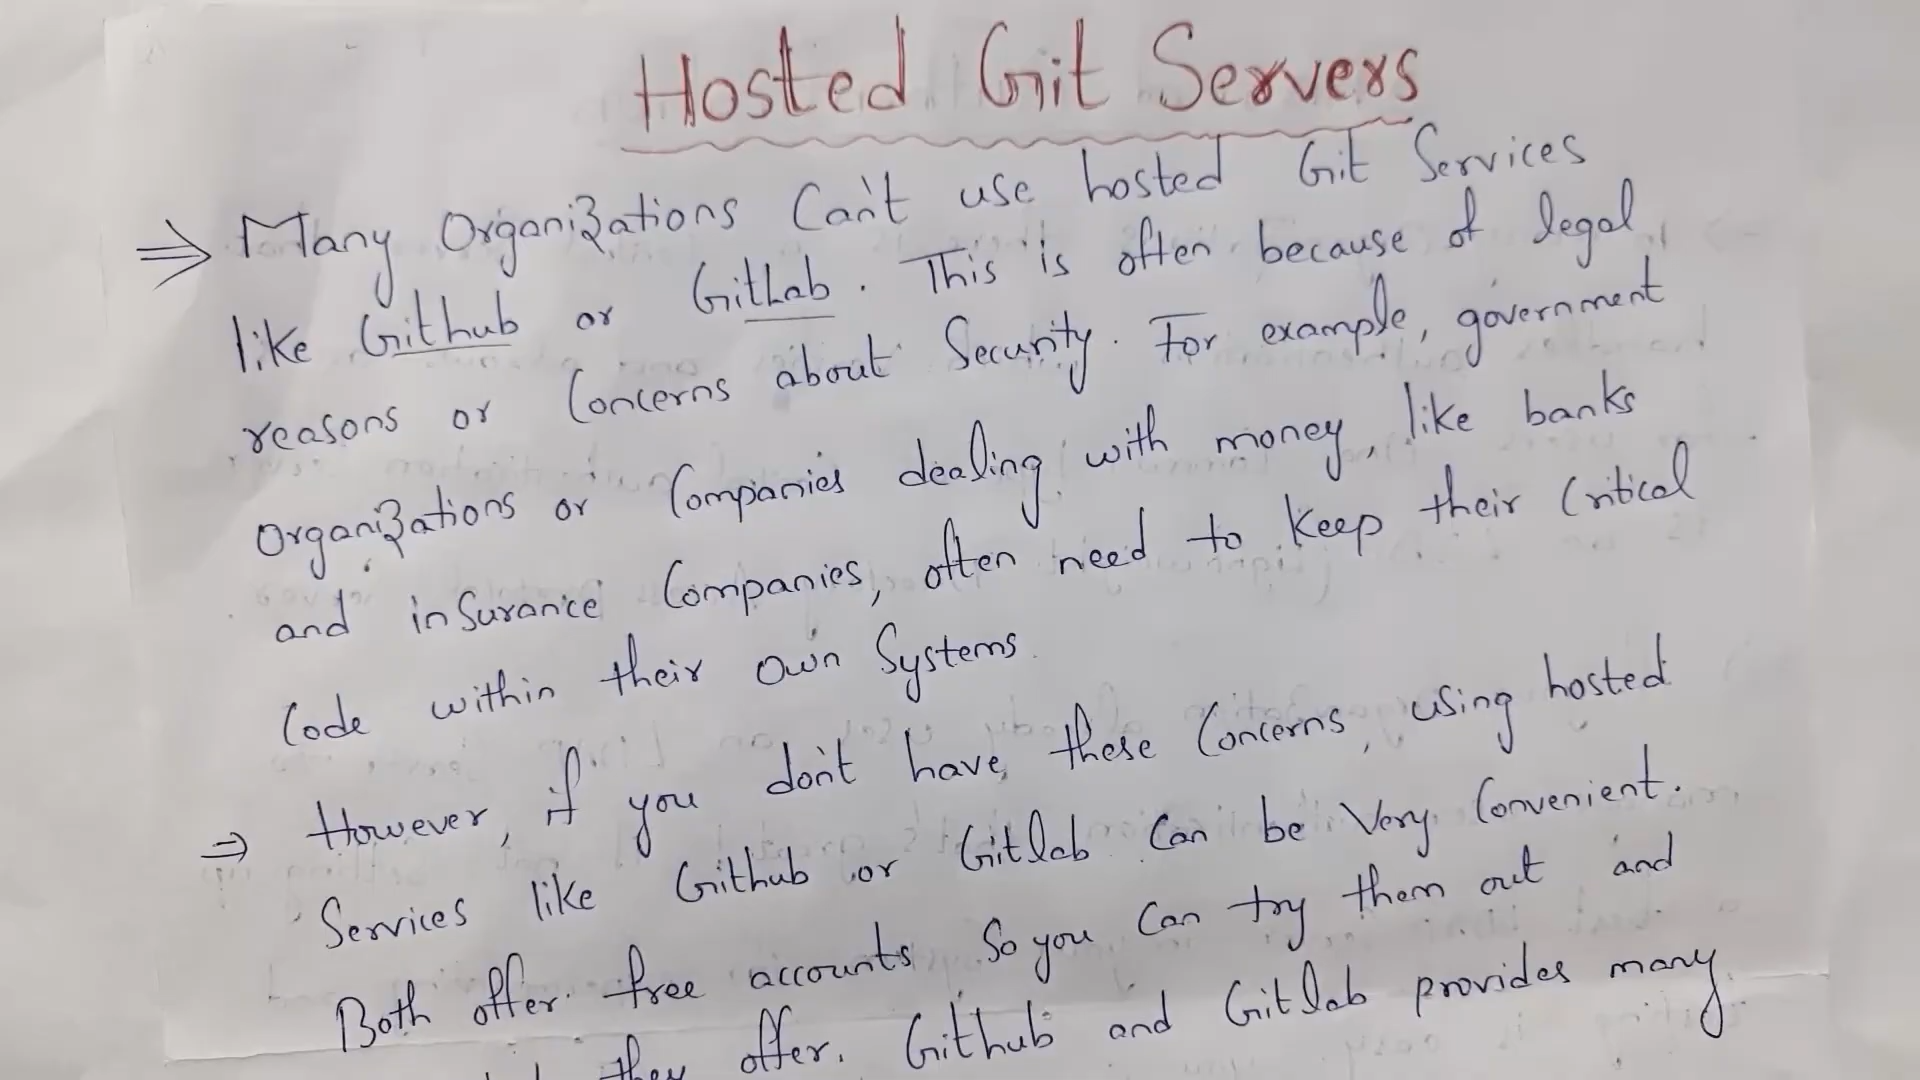 Hosted Git Servers
⇒ Many Organizations Can't use hosted Git Services
like Github or GitLab. This is often because of legal
reasons or Concerns about Security. For example, government
Organizations or Companies dealing with money, like banks
and insurance Companies, often need to keep their Critical
Code within their own Systems
⇒ However, if you don't have these Concerns, using hosted
Services like Github or Gitlab Can be Very Convenient.
Both offer free accounts So you Can try them out and
they offer. Github and Gitlab provides many